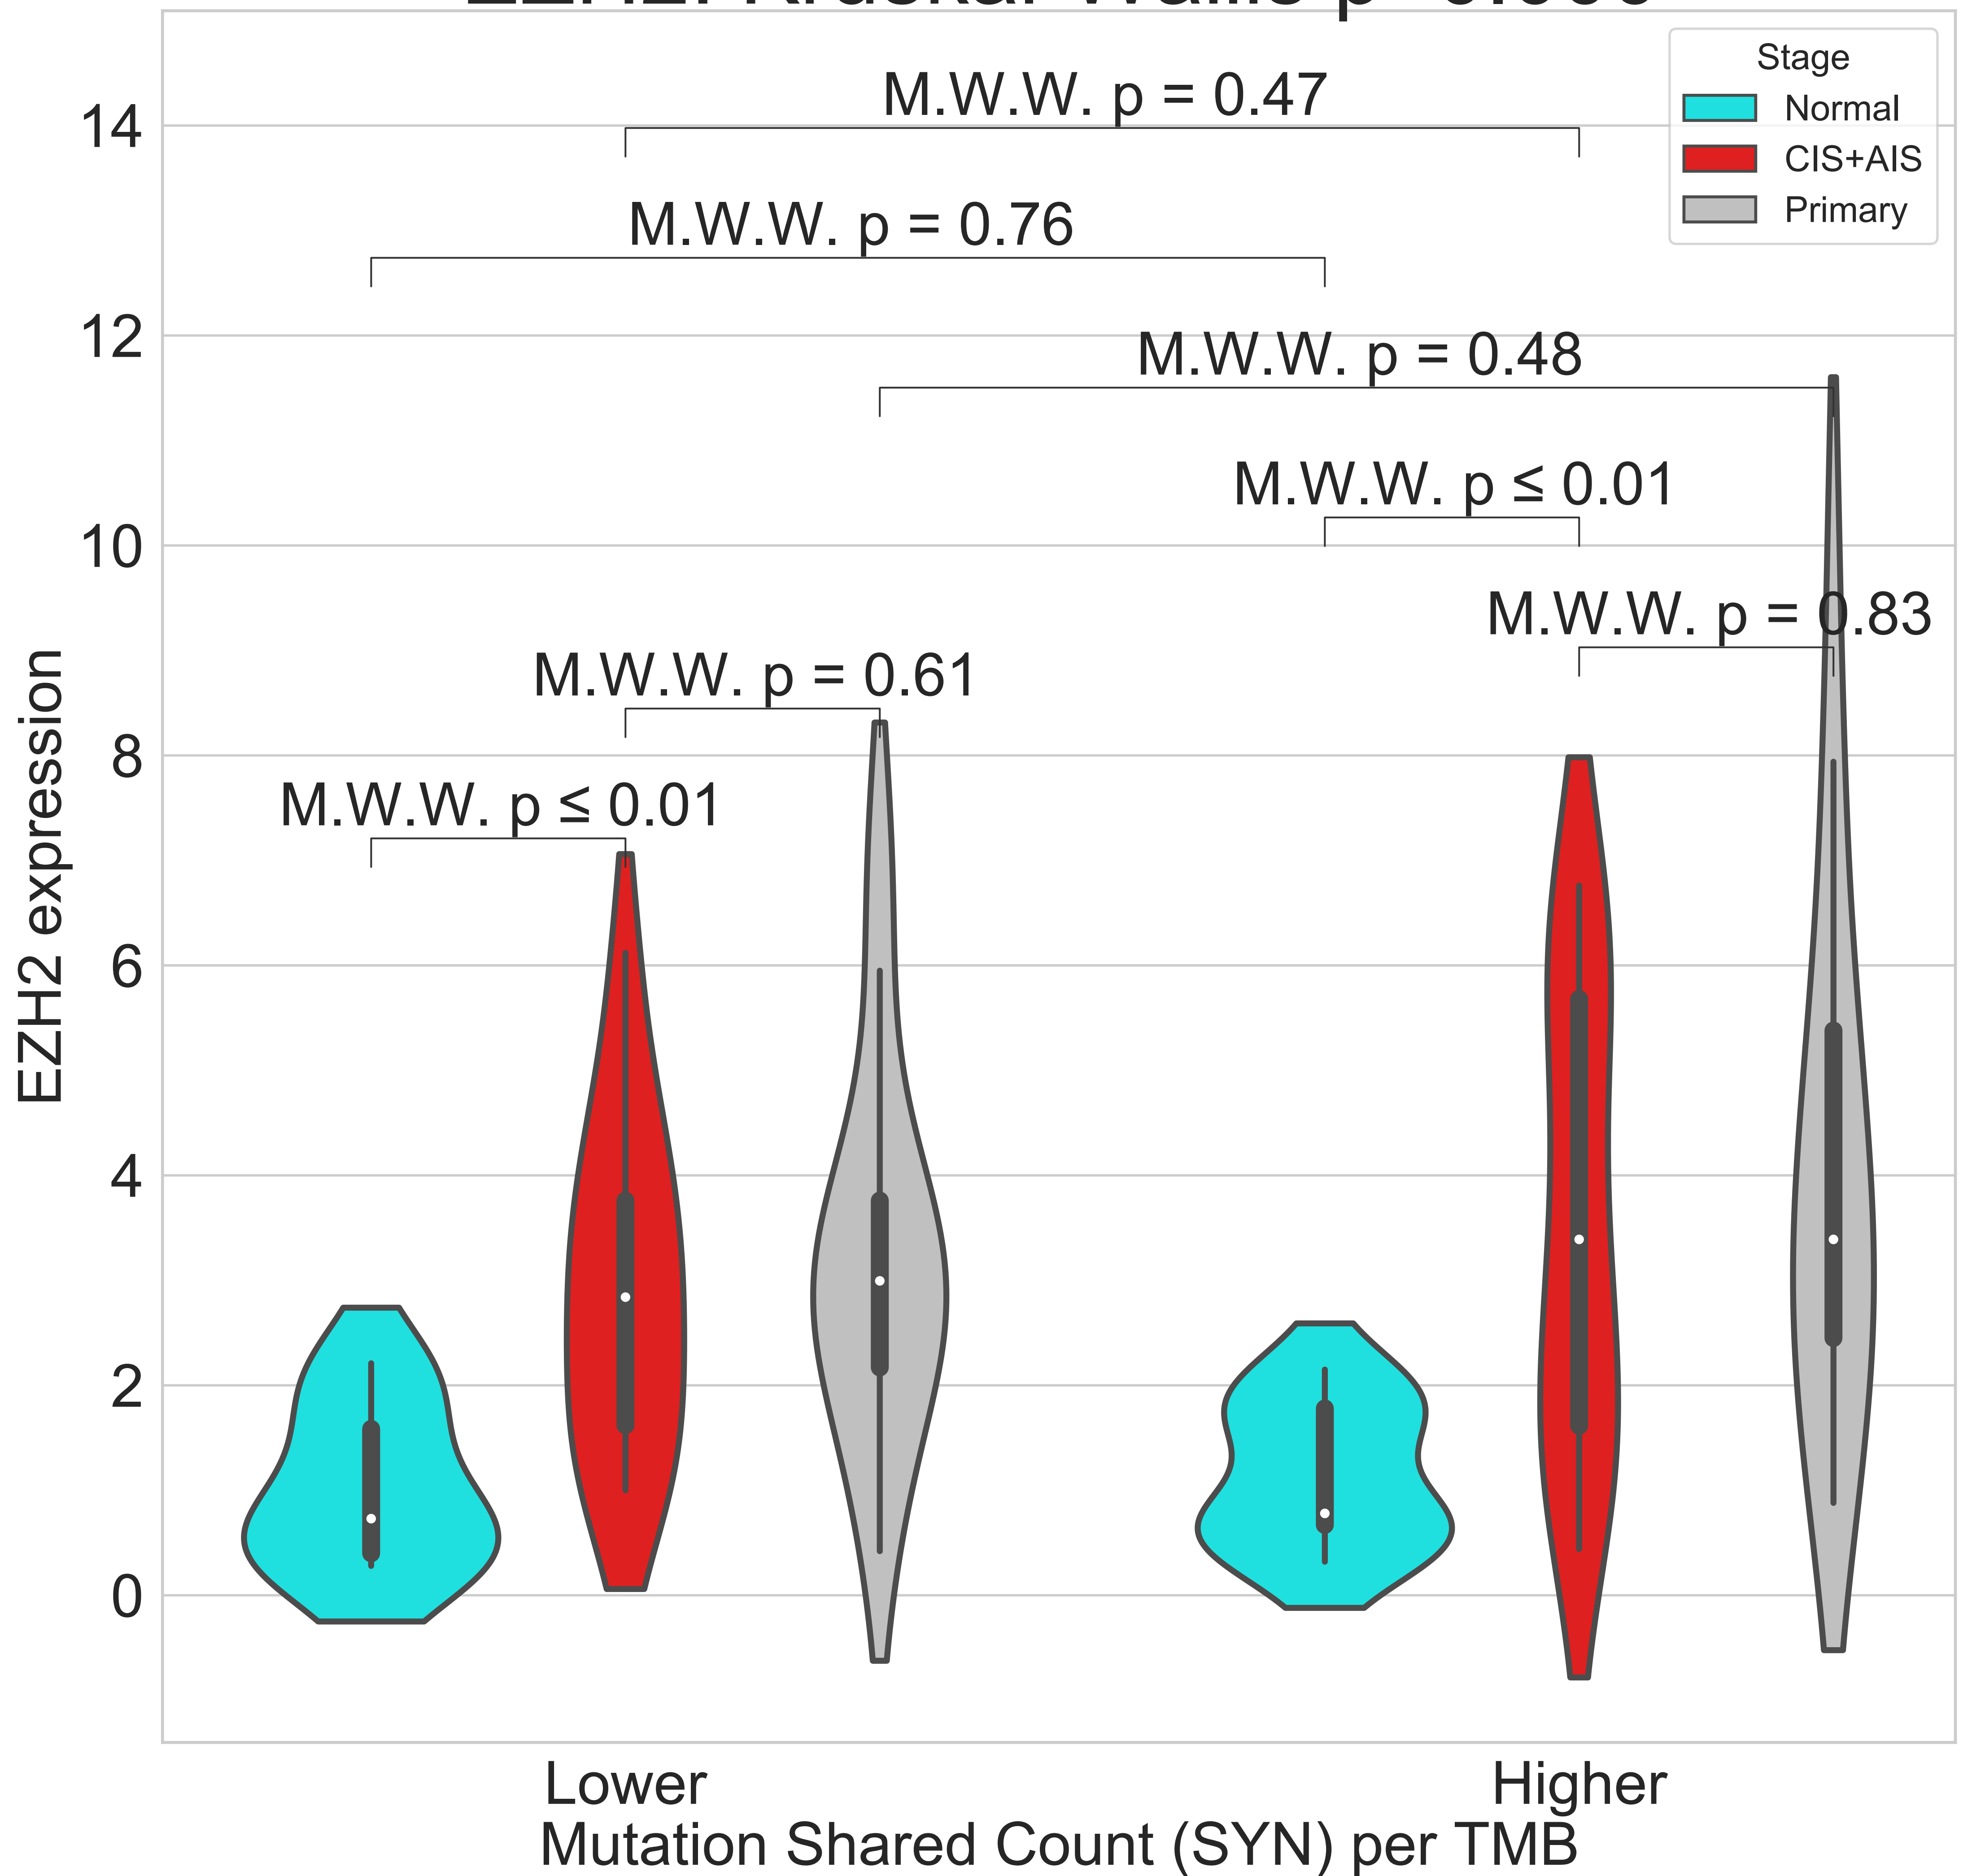 Stage
Normal
CIS+AIS
Primary
M.W.W. p = 0.47
M.W.W. p = 0.76
M.W.W. p = 0.48
M.W.W. p ≤ 0.01
M.W.W. p = 0.83
M.W.W. p = 0.61
M.W.W. p ≤ 0.01
14
12
10
8
6
4
2
0
EZH2 expression
Lower
Higher
Mutation Shared Count (SYN) per TMB